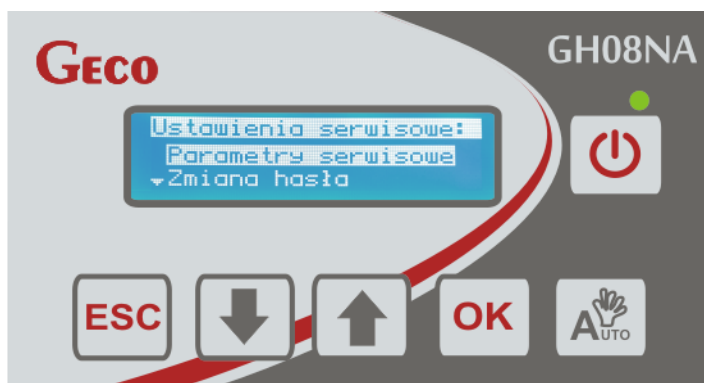 GECO
GH08NA
Ustawienia serwisowe:
Parametry serwisowe
Zmiana hasła
ESC
OK
AUTO